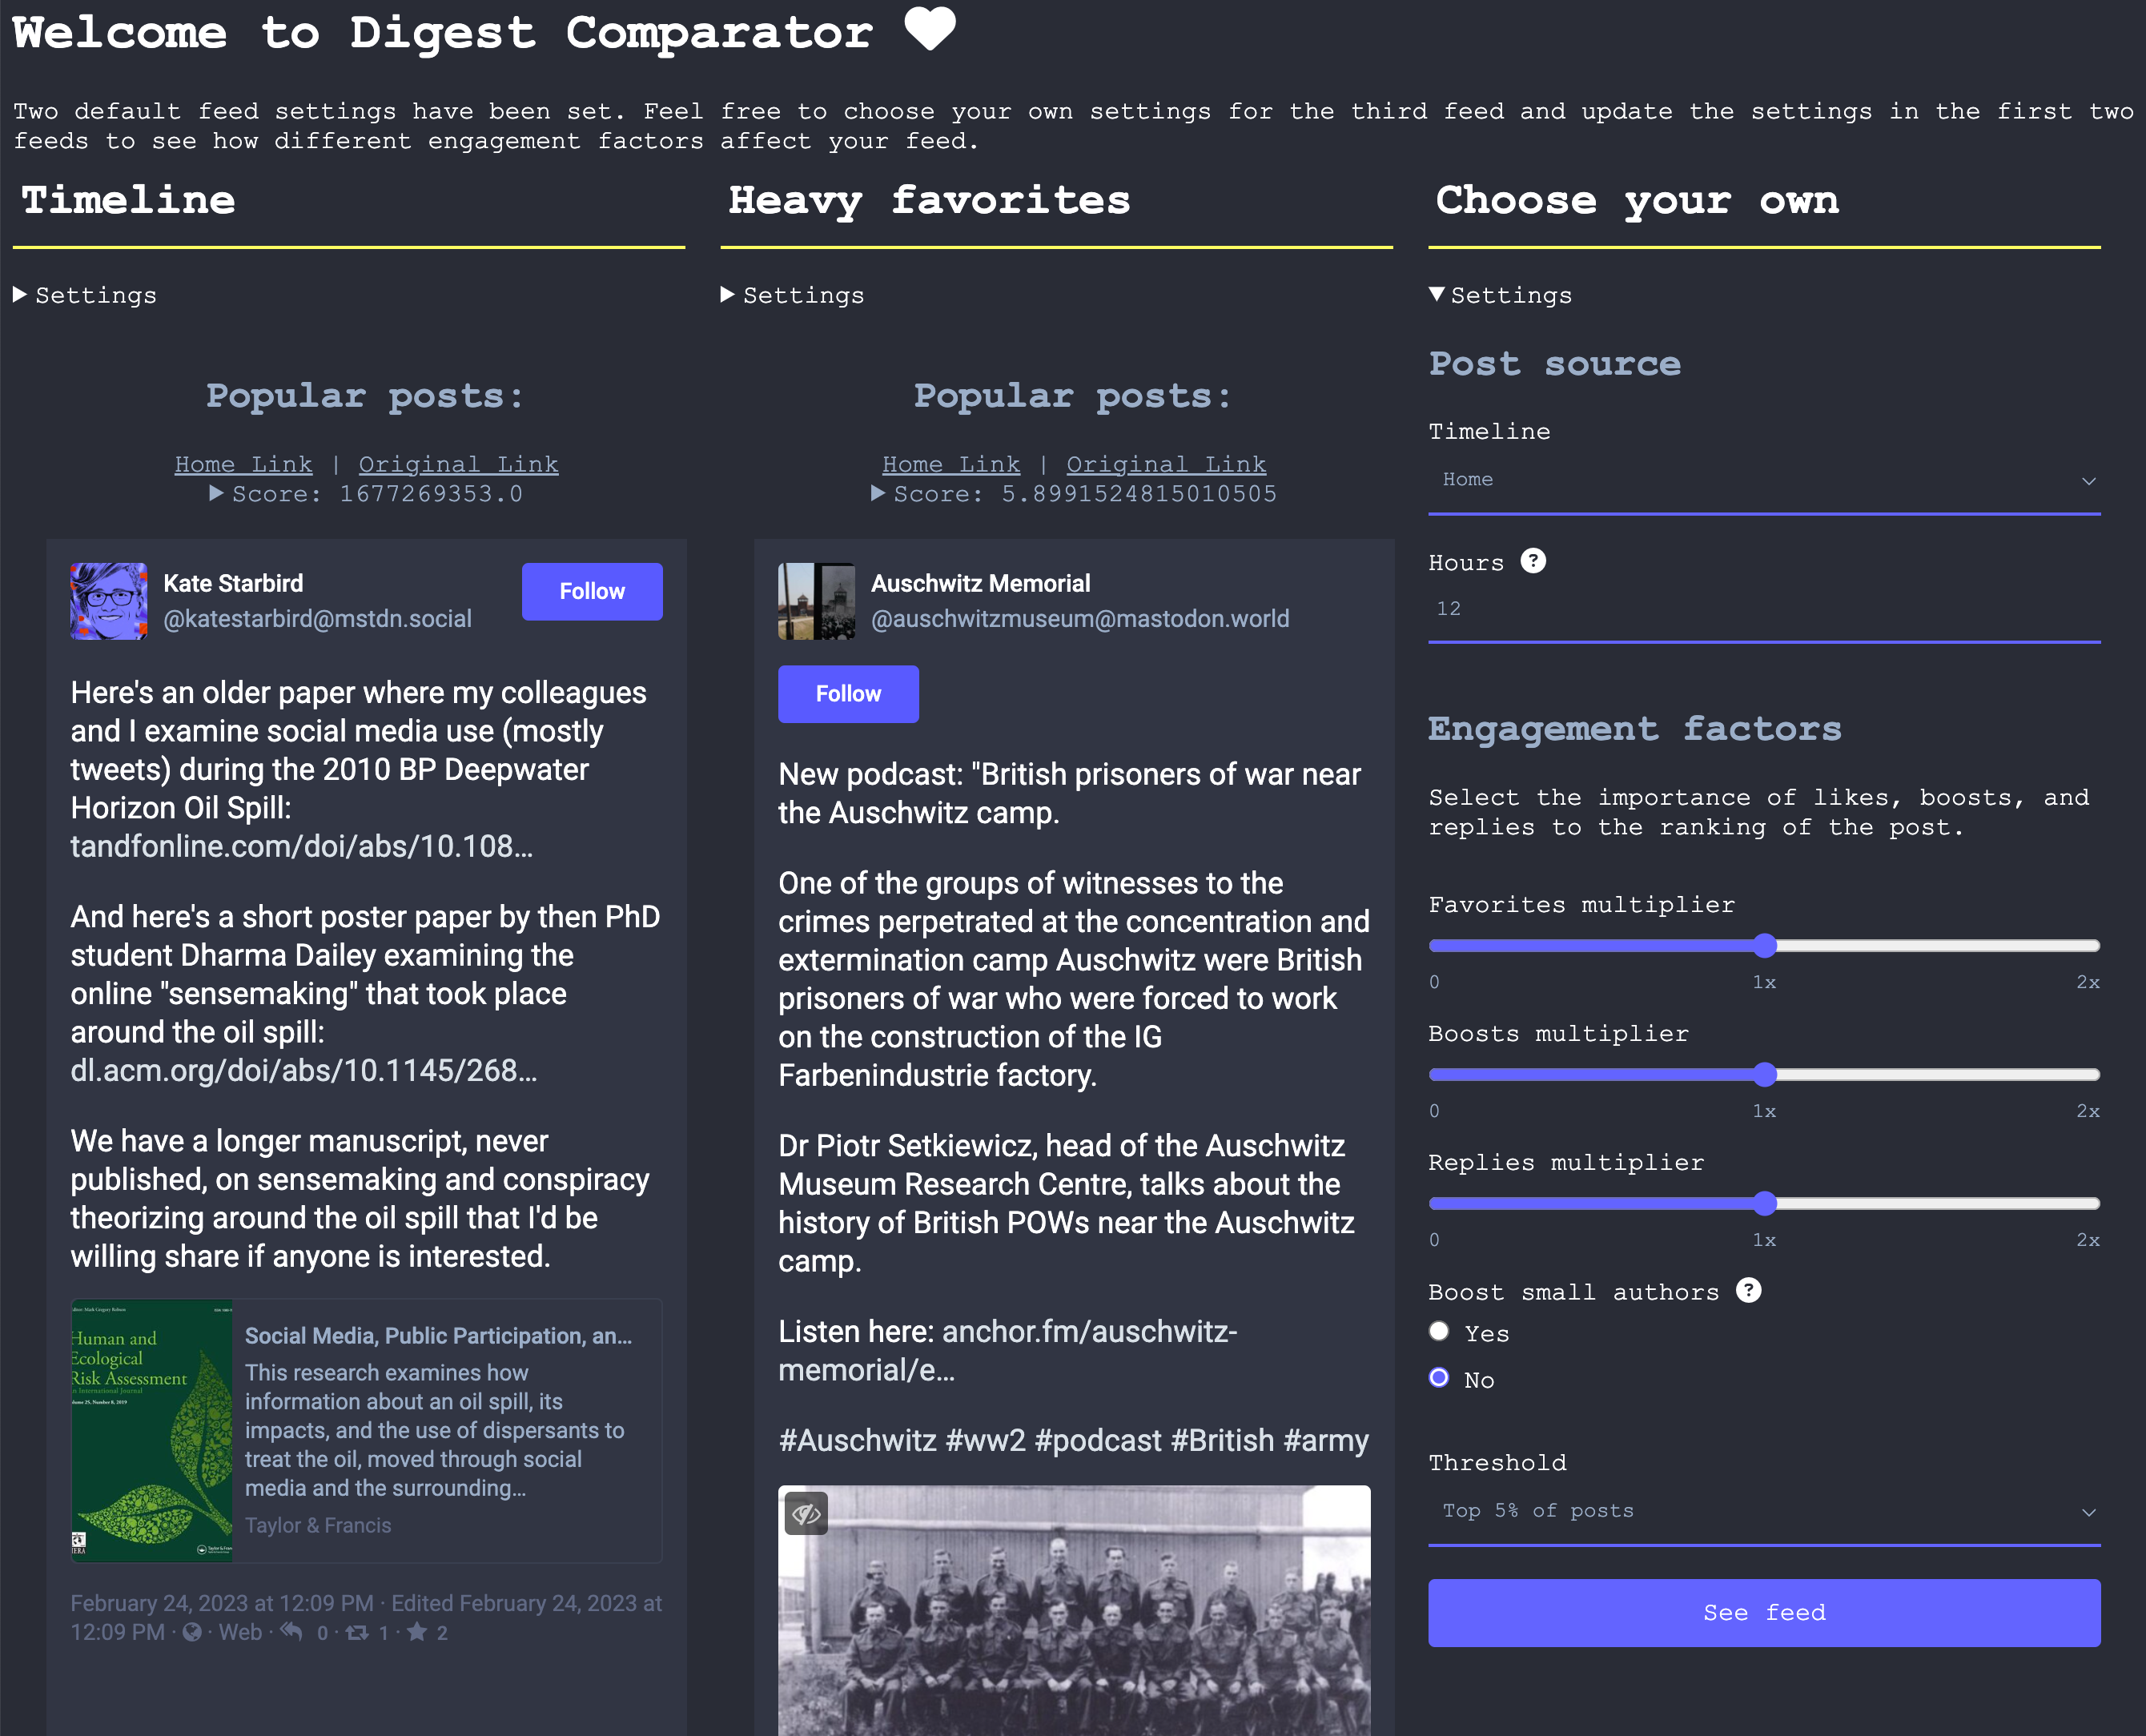 Welcome to Digest Comparator
Two default feed settings have been set. Feel free to choose your own settings for the third feed and update the settings in the first two
feeds to see how different engagement factors affect your feed.
Timeline
Settings
Popular posts:
Home Link | Original Link
Score: 1677269353.0
Kate Starbird
@katestarbird@mstdn.social
Follow
Here's an older paper where my colleagues
and I examine social media use (mostly
tweets) during the 2010 BP Deepwater
Horizon Oil Spill:
tandfonline.com/doi/abs/10.108…
And here's a short poster paper by then PhD
student Dharma Dailey examining the
online "sensemaking" that took place
around the oil spill:
dl.acm.org/doi/abs/10.1145/268…
We have a longer manuscript, never
published, on sensemaking and conspiracy
theorizing around the oil spill that I'd be
willing share if anyone is interested.
Human and
Ecological
Risk Assessment
An International Journal
Volume 25, Number 8, 2019
Social Media, Public Participation, an…
This research examines how
information about an oil spill, its
impacts, and the use of dispersants to
treat the oil, moved through social
media and the surrounding…
Taylor & Francis
February 24, 2023 at 12:09 PM · Edited February 24, 2023 at
12:09 PM · Web · 0 · 1 · 2
Heavy favorites
Settings
Popular posts:
Home Link | Original Link
Score: 5.8991524815010505
Auschwitz Memorial
@auschwitzmuseum@mastodon.world
Follow
New podcast: "British prisoners of war near
the Auschwitz camp.
One of the groups of witnesses to the
crimes perpetrated at the concentration and
extermination camp Auschwitz were British
prisoners of war who were forced to work
on the construction of the IG
Farbenindustrie factory.
Dr Piotr Setkiewicz, head of the Auschwitz
Museum Research Centre, talks about the
history of British POWs near the Auschwitz
camp.
Listen here: anchor.fm/auschwitz-
memorial/e…
#Auschwitz #ww2 #podcast #British #army
Choose your own
Settings
Post source
Timeline
Home
Hours ?
12
Engagement factors
Select the importance of likes, boosts, and
replies to the ranking of the post.
Favorites multiplier
0 1x 2x
Boosts multiplier
0 1x 2x
Replies multiplier
0 1x 2x
Boost small authors ?
Yes
No
Threshold
Top 5% of posts
See feed